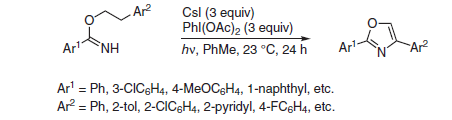 Ar²
O
Ar¹
NH
CsI (3 equiv)
PhI(OAc)₂ (3 equiv)
hν, PhMe, 23 °C, 24 h
O
Ar¹
N
Ar²
Ar¹ = Ph, 3-ClC₆H₄, 4-MeOC₆H₄, 1-naphthyl, etc.
Ar² = Ph, 2-tol, 2-ClC₆H₄, 2-pyridyl, 4-FC₆H₄, etc.